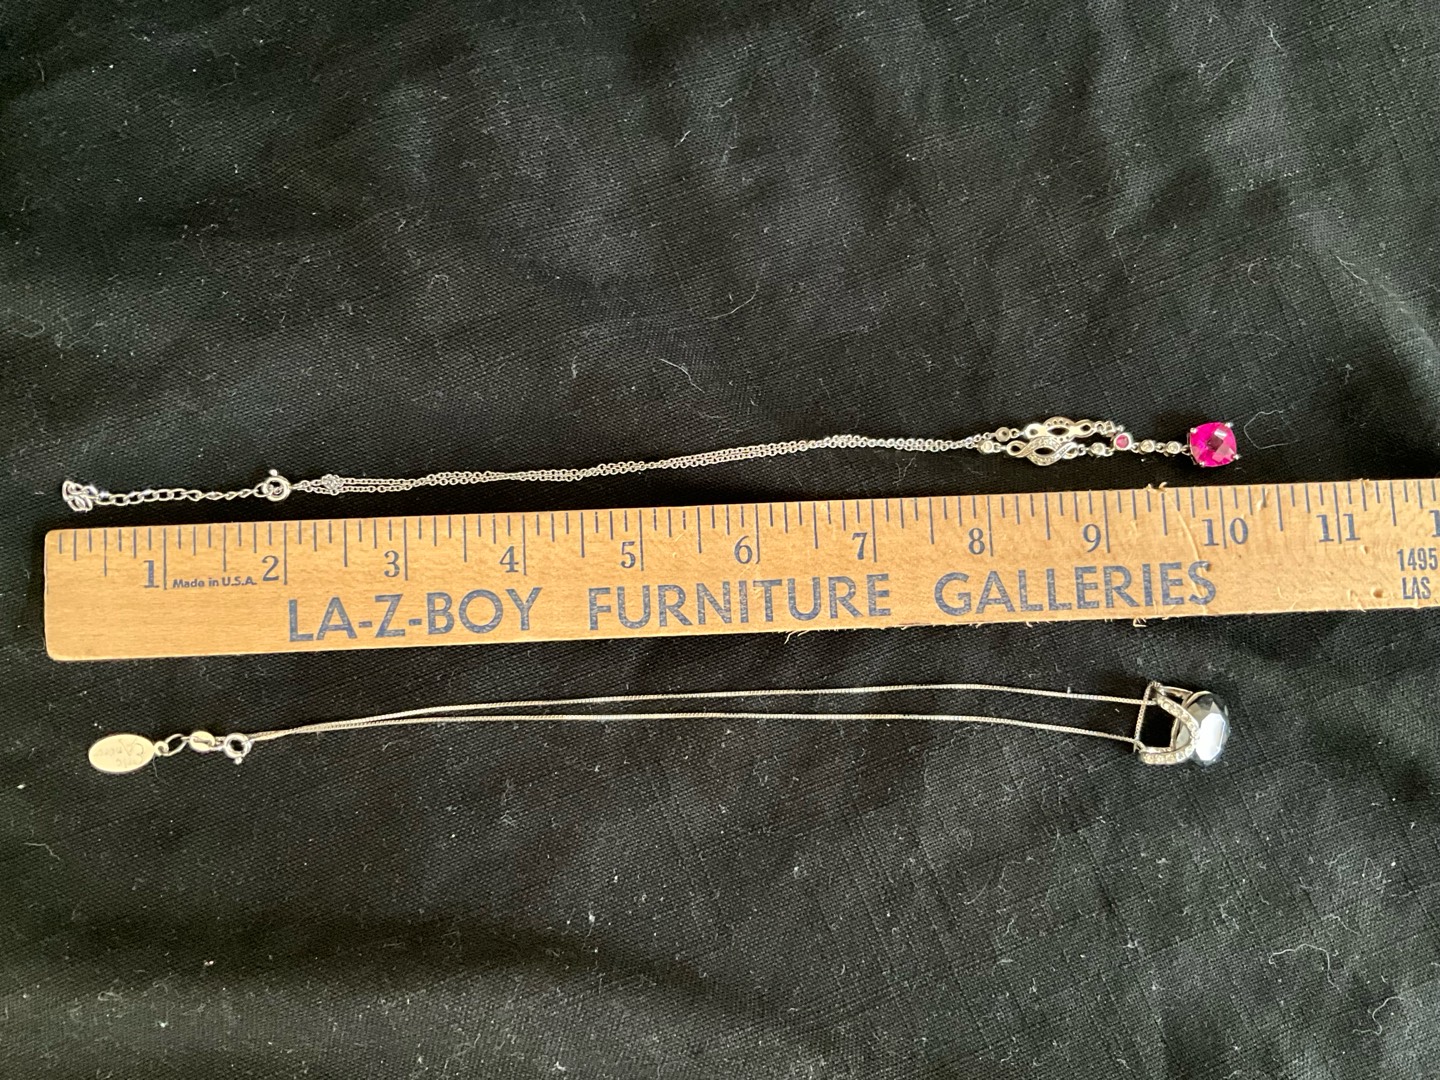 1 2 3 4 5 6 7 8 9 10 11 1
Made in U.S.A.
1495
LA-Z-BOY FURNITURE GALLERIES
LAS